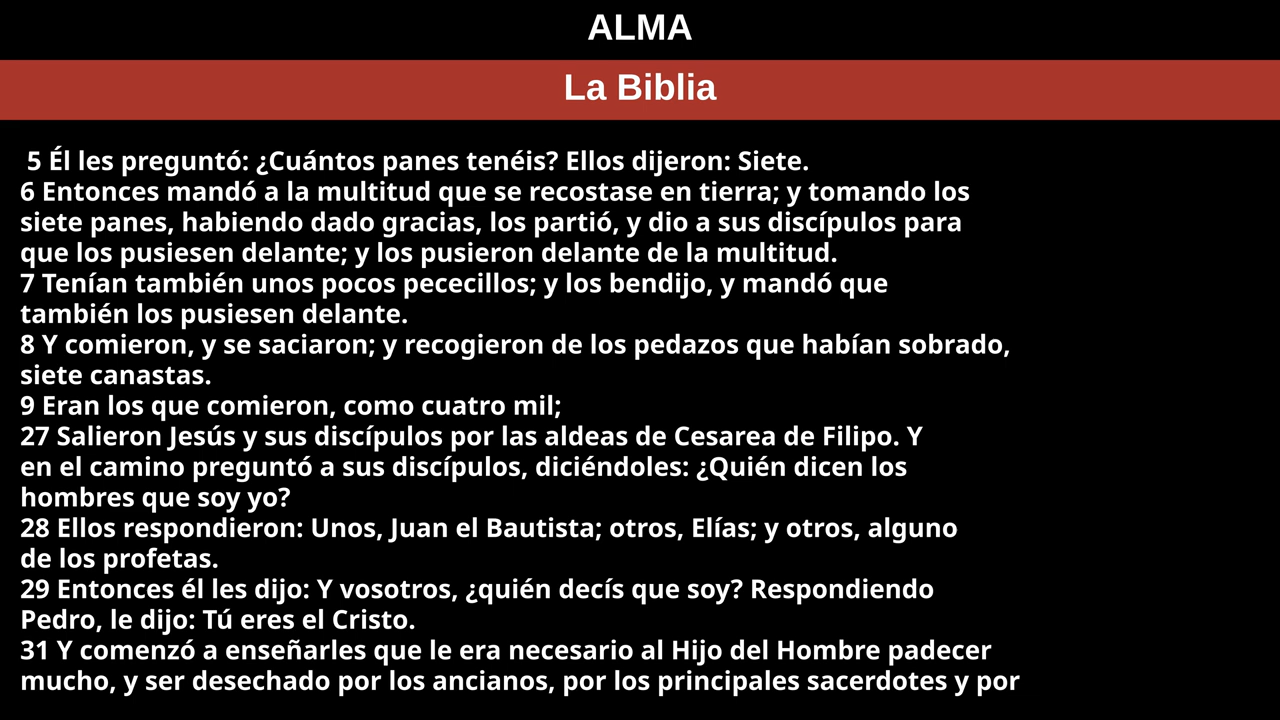 ALMA
La Biblia
5 Él les preguntó: ¿Cuántos panes tenéis? Ellos dijeron: Siete.
6 Entonces mandó a la multitud que se recostase en tierra; y tomando los
siete panes, habiendo dado gracias, los partió, y dio a sus discípulos para
que los pusiesen delante; y los pusieron delante de la multitud.
7 Tenían también unos pocos pececillos; y los bendijo, y mandó que
también los pusiesen delante.
8 Y comieron, y se saciaron; y recogieron de los pedazos que habían sobrado,
siete canastas.
9 Eran los que comieron, como cuatro mil;
27 Salieron Jesús y sus discípulos por las aldeas de Cesarea de Filipo. Y
en el camino preguntó a sus discípulos, diciéndoles: ¿Quién dicen los
hombres que soy yo?
28 Ellos respondieron: Unos, Juan el Bautista; otros, Elías; y otros, alguno
de los profetas.
29 Entonces él les dijo: Y vosotros, ¿quién decís que soy? Respondiendo
Pedro, le dijo: Tú eres el Cristo.
31 Y comenzó a enseñarles que le era necesario al Hijo del Hombre padecer
mucho, y ser desechado por los ancianos, por los principales sacerdotes y por